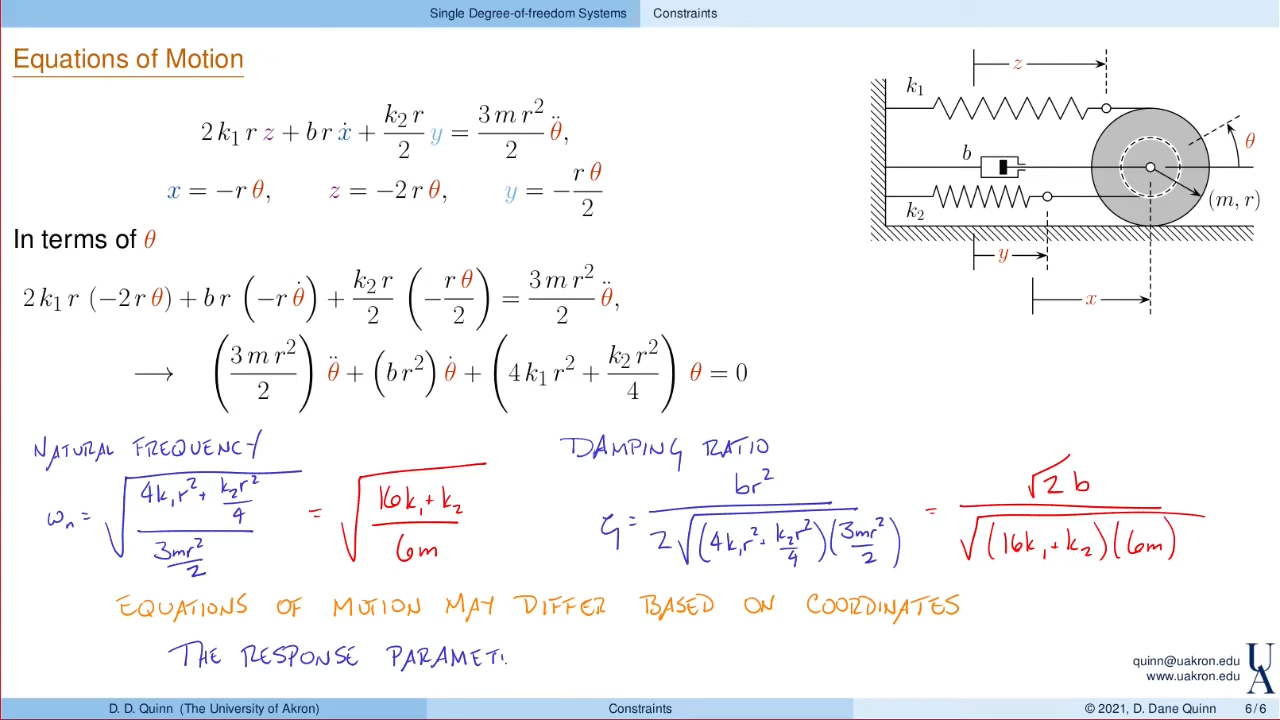 Single Degree-of-freedom Systems Constraints
Equations of Motion
2 k₁ r z + b r ẋ + (k₂ r)/2 y = (3 m r²)/2 θ̈,
x = −r θ, z = −2 r θ, y = −(r θ)/2
In terms of θ
2 k₁ r (−2 r θ) + b r (−r θ̇) + (k₂ r)/2 (−(r θ)/2) = (3 m r²)/2 θ̈,
⟶ ((3 m r²)/2) θ̈ + (b r²) θ̇ + (4 k₁ r² + (k₂ r²)/4) θ = 0
z
k₁
b
θ
k₂
(m, r)
y
x
NATURAL FREQUENCY
ωₙ = √((4k₁r² + (k₂r²)/4)/((3mr²)/2)) = √((16k₁ + k₂)/(6m))
DAMPING RATIO
ζ = br²/(2√((4k₁r² + (k₂r²)/4)((3mr²)/2))) = (√2 b)/√((16k₁ + k₂)(6m))
EQUATIONS OF MOTION MAY DIFFER BASED ON COORDINATES
THE RESPONSE PARAMET
quinn@uakron.edu
www.uakron.edu
UA
D. D. Quinn (The University of Akron) Constraints © 2021, D. Dane Quinn 6/6